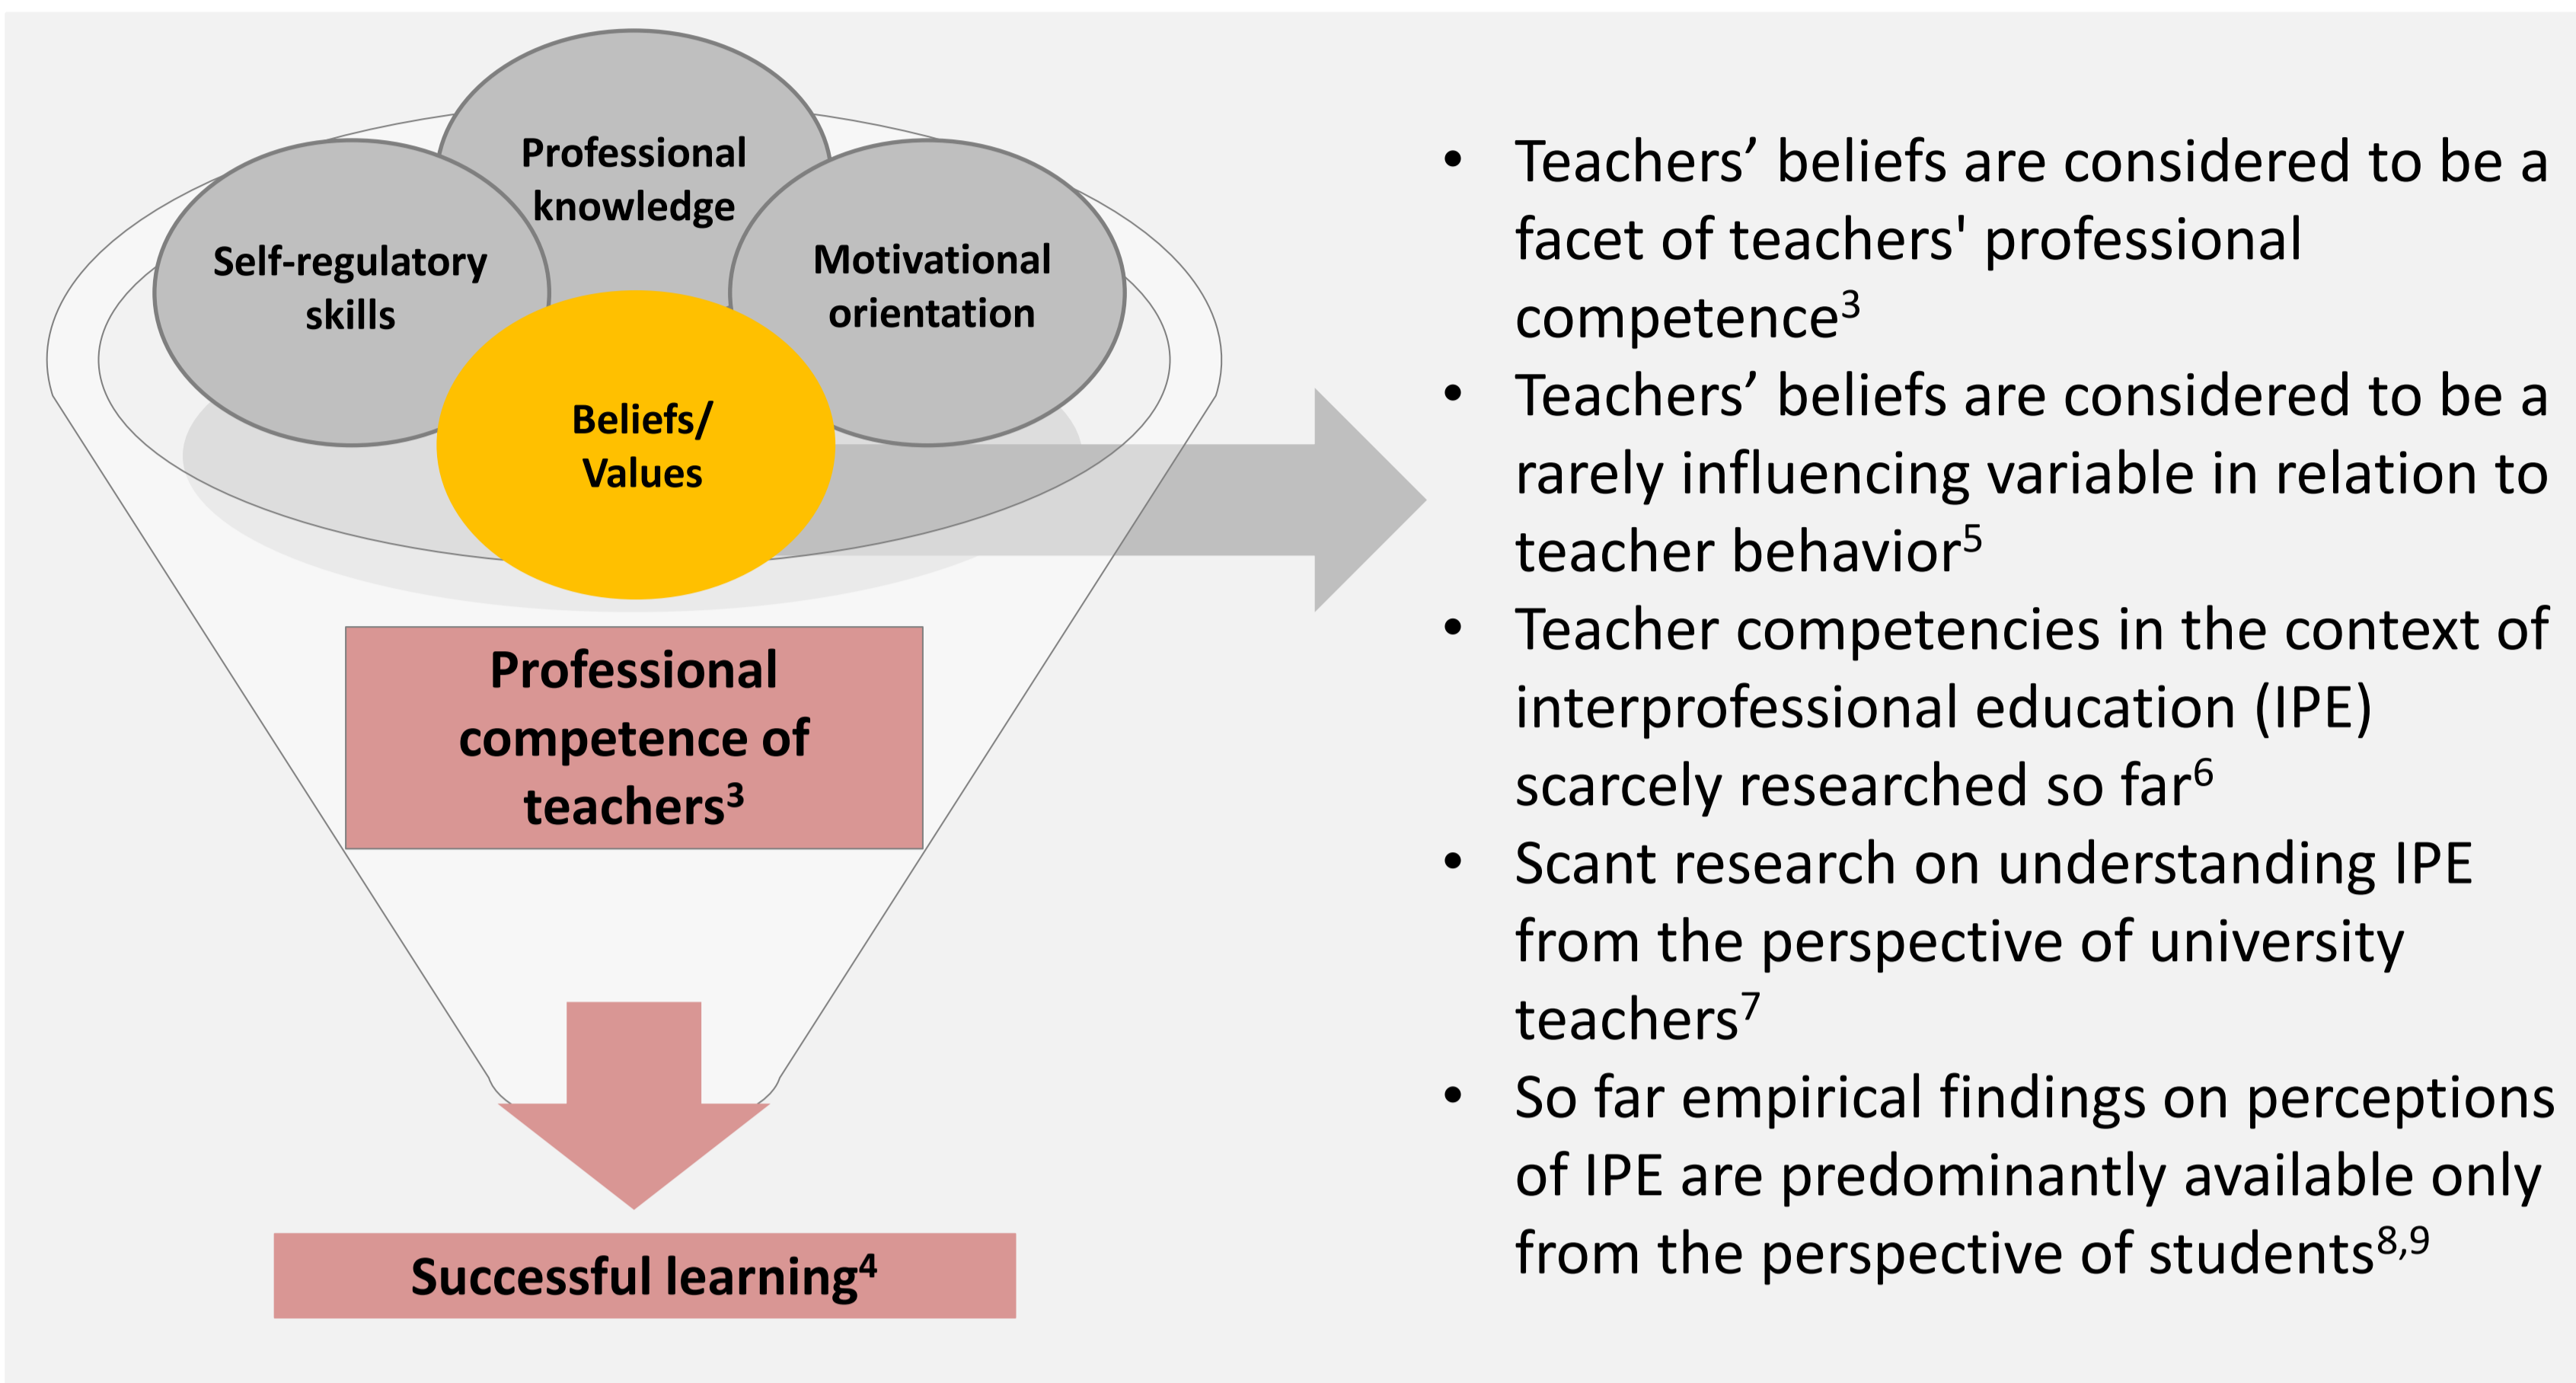 Professional
knowledge
Self-regulatory
skills
Motivational
orientation
Beliefs/
Values
Professional
competence of
teachers³
Successful learning⁴
• Teachers’ beliefs are considered to be a
facet of teachers' professional
competence³
• Teachers’ beliefs are considered to be a
rarely influencing variable in relation to
teacher behavior⁵
• Teacher competencies in the context of
interprofessional education (IPE)
scarcely researched so far⁶
• Scant research on understanding IPE
from the perspective of university
teachers⁷
• So far empirical findings on perceptions
of IPE are predominantly available only
from the perspective of students⁸,⁹